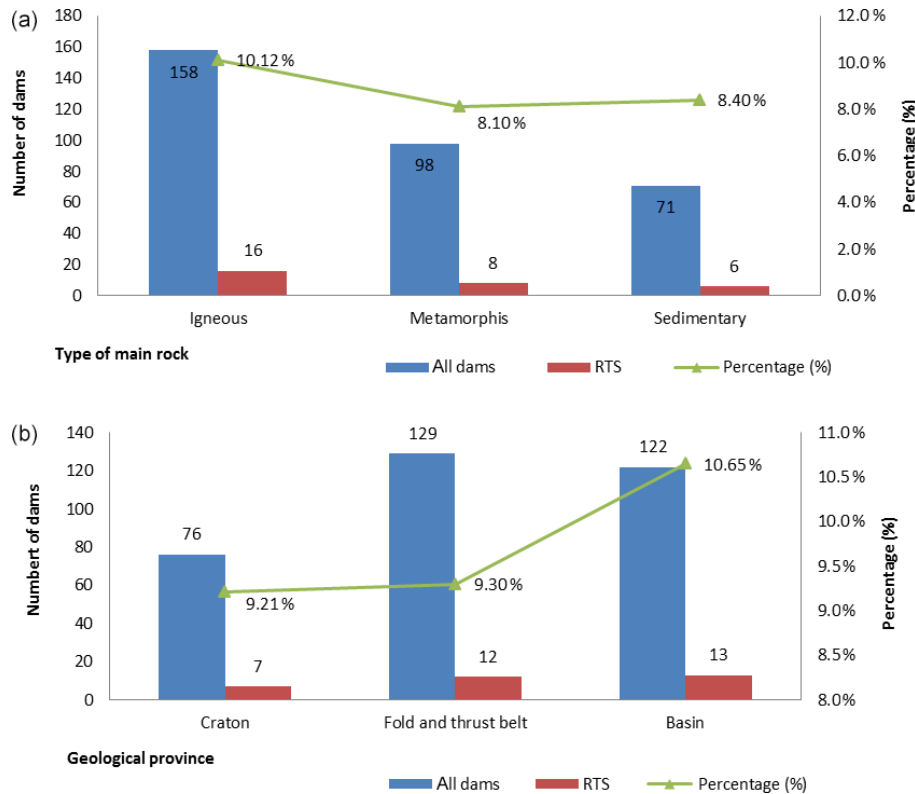 (a)
180
160
140
120
100
80
60
40
20
0
Number of dams
12.0%
10.0%
8.0%
6.0%
4.0%
2.0%
0.0%
Percentage (%)
158
98
71
16
8
6
10.12%
8.10%
8.40%
Igneous
Metamorphis
Sedimentary
Type of main rock
All dams
RTS
Percentage (%)
(b)
140
120
100
80
60
40
20
0
Numbert of dams
11.0%
10.5%
10.0%
9.5%
9.0%
8.5%
8.0%
Percentage (%)
76
129
122
7
12
13
9.21%
9.30%
10.65%
Craton
Fold and thrust belt
Basin
Geological province
All dams
RTS
Percentage (%)